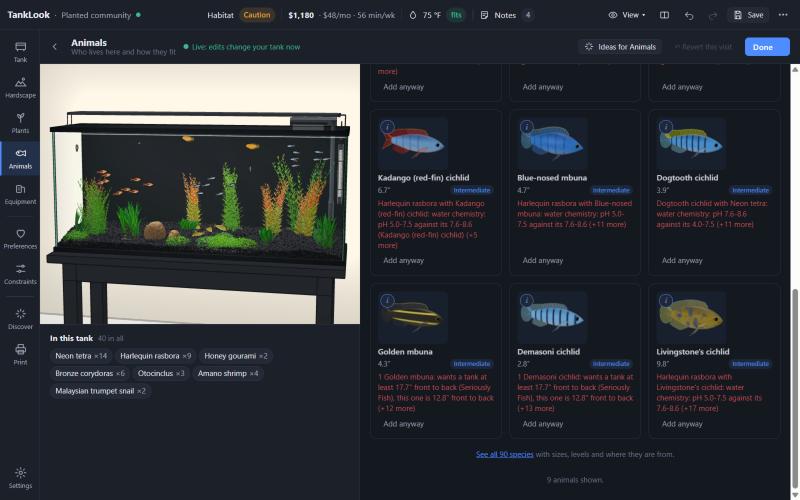 TankLook · Planted community
Habitat Caution $1,180 · $48/mo · 56 min/wk 75 °F fits Notes 4
View Save
Animals
Who lives here and how they fit
Live: edits change your tank now
Ideas for Animals
Revert this visit
Done
Tank
Hardscape
Plants
Animals
Equipment
Preferences
Constraints
Discover
Print
Settings
In this tank 40 in all
Neon tetra ×14 Harlequin rasbora ×9 Honey gourami ×2
Bronze corydoras ×6 Otocinclus ×3 Amano shrimp ×4
Malaysian trumpet snail ×2
more)
Add anyway
Add anyway
Add anyway
Kadango (red-fin) cichlid
6.7" Intermediate
Harlequin rasbora with Kadango
(red-fin) cichlid: water chemistry:
pH 5.0-7.5 against its 7.6-8.6
(Kadango (red-fin) cichlid) (+5
more)
Add anyway
Blue-nosed mbuna
4.7" Intermediate
Harlequin rasbora with Blue-nosed
mbuna: water chemistry: pH 5.0-
7.5 against its 7.6-8.6 (+11 more)
Add anyway
Dogtooth cichlid
3.9" Intermediate
Dogtooth cichlid with Neon tetra:
water chemistry: pH 7.6-8.6
against its 4.0-7.5 (+11 more)
Add anyway
Golden mbuna
4.3" Intermediate
1 Golden mbuna: wants a tank at
least 17.7" front to back (Seriously
Fish), this one is 12.8" front to back
(+12 more)
Add anyway
Demasoni cichlid
2.8" Intermediate
1 Demasoni cichlid: wants a tank at
least 17.7" front to back (Seriously
Fish), this one is 12.8" front to back
(+13 more)
Add anyway
Livingstone's cichlid
9.8" Intermediate
Harlequin rasbora with
Livingstone's cichlid: water
chemistry: pH 5.0-7.5 against its
7.6-8.6 (+17 more)
Add anyway
See all 90 species with sizes, levels and where they are from.
9 animals shown.